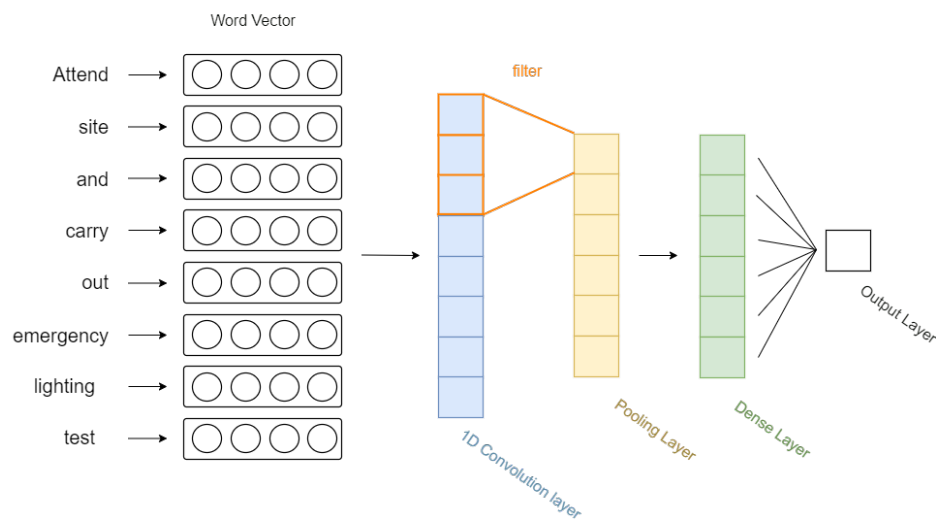 Word Vector
Attend
site
and
carry
out
emergency
lighting
test
filter
1D Convolution layer
Pooling Layer
Dense Layer
Output Layer